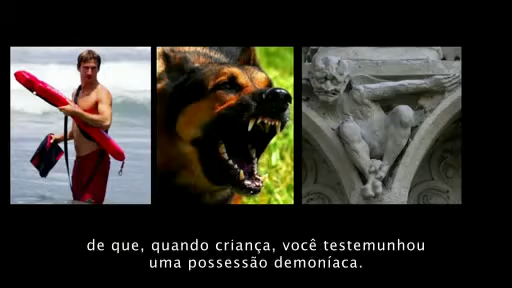 de que, quando criança, você testemunhou
uma possessão demoníaca.